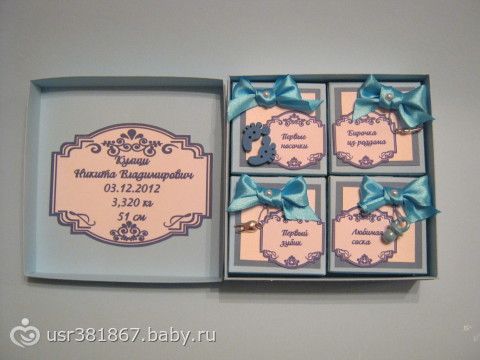 Куаци
Никита Владимирович
03.12.2012
3,320 кг
51 см
Первые
носочки
Бирочка
из роддома
Первый
зубик
Любимая
соска
usr381867.baby.ru